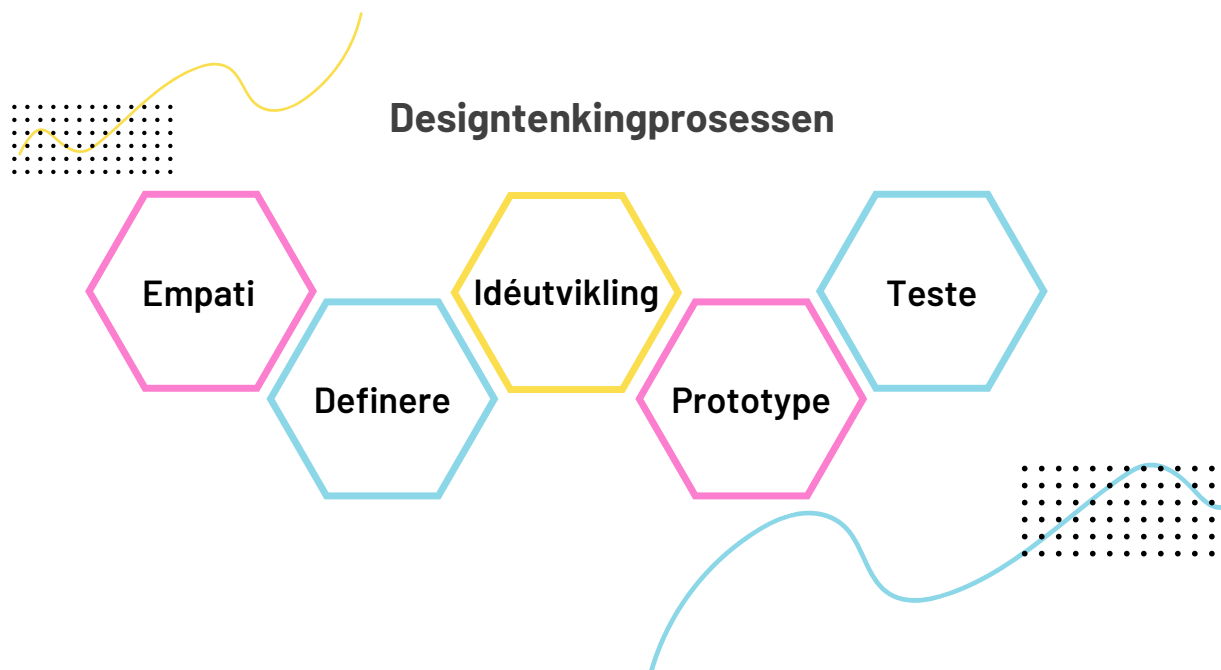 Designtenkingprosessen
Empati
Definere
Idéutvikling
Prototype
Teste